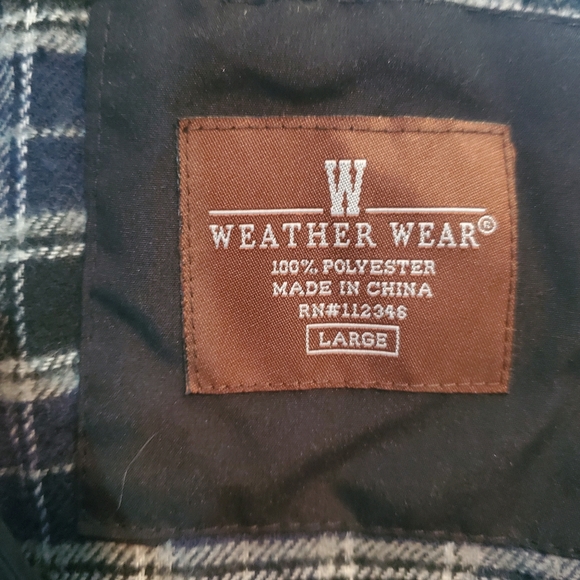 W
WEATHER WEAR®
100% POLYESTER
MADE IN CHINA
RN#112346
LARGE